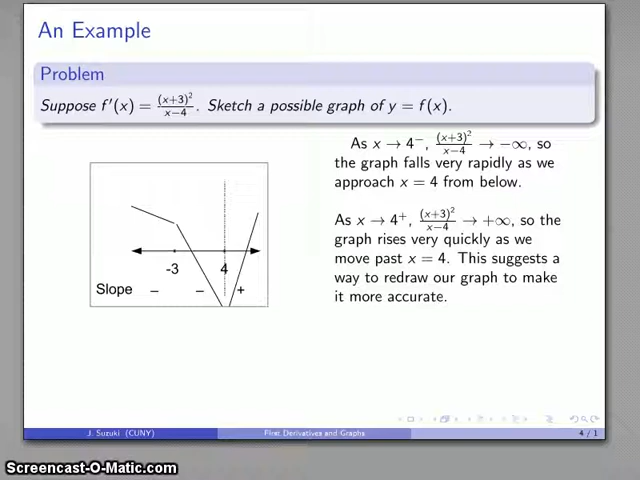 An Example
Problem
Suppose f′(x) = (x+3)²/(x−4). Sketch a possible graph of y = f(x).
As x → 4⁻, (x+3)²/(x−4) → −∞, so
the graph falls very rapidly as we
approach x = 4 from below.
As x → 4⁺, (x+3)²/(x−4) → +∞, so the
graph rises very quickly as we
move past x = 4. This suggests a
way to redraw our graph to make
it more accurate.
-3 4
Slope − − +
J. Suzuki (CUNY) First Derivatives and Graphs 4 / 1
Screencast-O-Matic.com